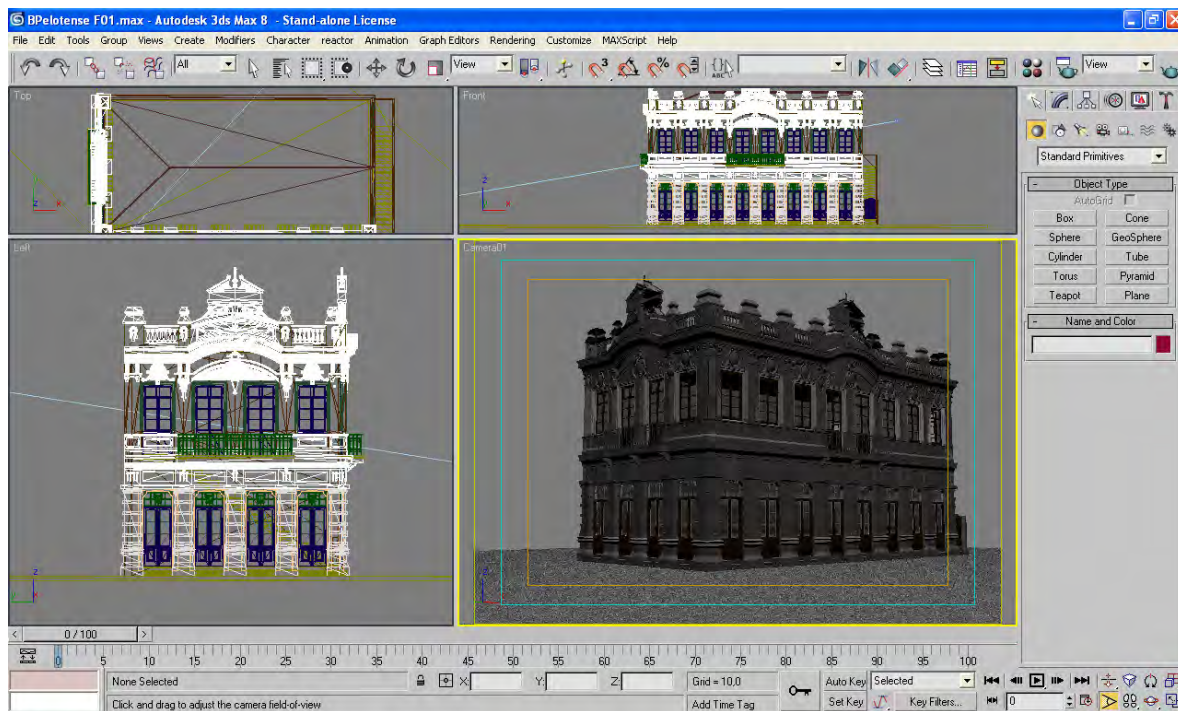 BPelotense F01.max - Autodesk 3ds Max 8 - Stand-alone License
File Edit Tools Group Views Create Modifiers Character reactor Animation Graph Editors Rendering Customize MAXScript Help
All View View
Top Front
Standard Primitives
- Object Type
AutoGrid
Box Cone
Sphere GeoSphere
Cylinder Tube
Torus Pyramid
Teapot Plane
- Name and Color
Left Camera01
< 0 / 100 >
0 5 10 15 20 25 30 35 40 45 50 55 60 65 70 75 80 85 90 95 100
None Selected X: Y: Z: Grid = 10,0 Auto Key Selected
Click and drag to adjust the camera field-of-view Add Time Tag Set Key Key Filters... 0